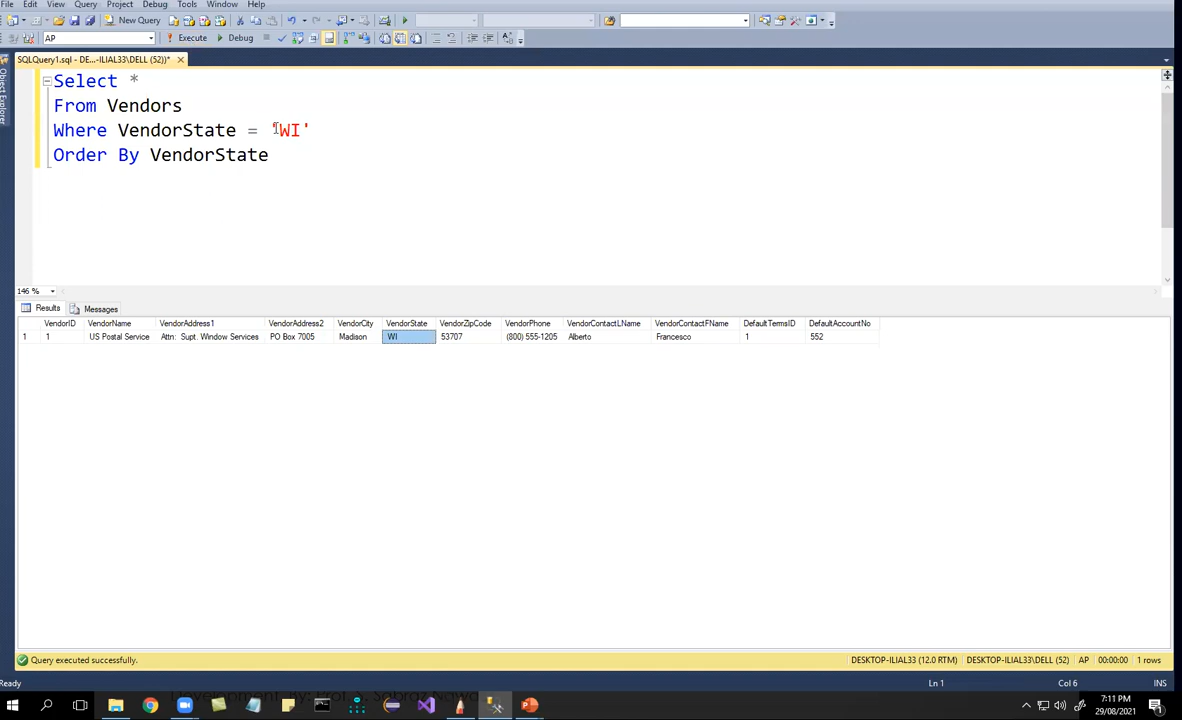 File Edit View Query Project Debug Tools Window Help
New Query
AP Execute Debug
SQLQuery1.sql - DE...-ILIAL33\DELL (52))*
Object Explorer
Select *
From Vendors
Where VendorState = 'WI'
Order By VendorState
146 %
Results Messages
VendorID VendorName VendorAddress1 VendorAddress2 VendorCity VendorState VendorZipCode VendorPhone VendorContactLName VendorContactFName DefaultTermsID DefaultAccountNo
1 1 US Postal Service Attn: Supt. Window Services PO Box 7005 Madison WI 53707 (800) 555-1205 Alberto Francesco 1 552
Query executed successfully. DESKTOP-ILIAL33 (12.0 RTM) DESKTOP-ILIAL33\DELL (52) AP 00:00:00 1 rows
Ready Ln 1 Col 6 INS
7:11 PM
29/08/2021